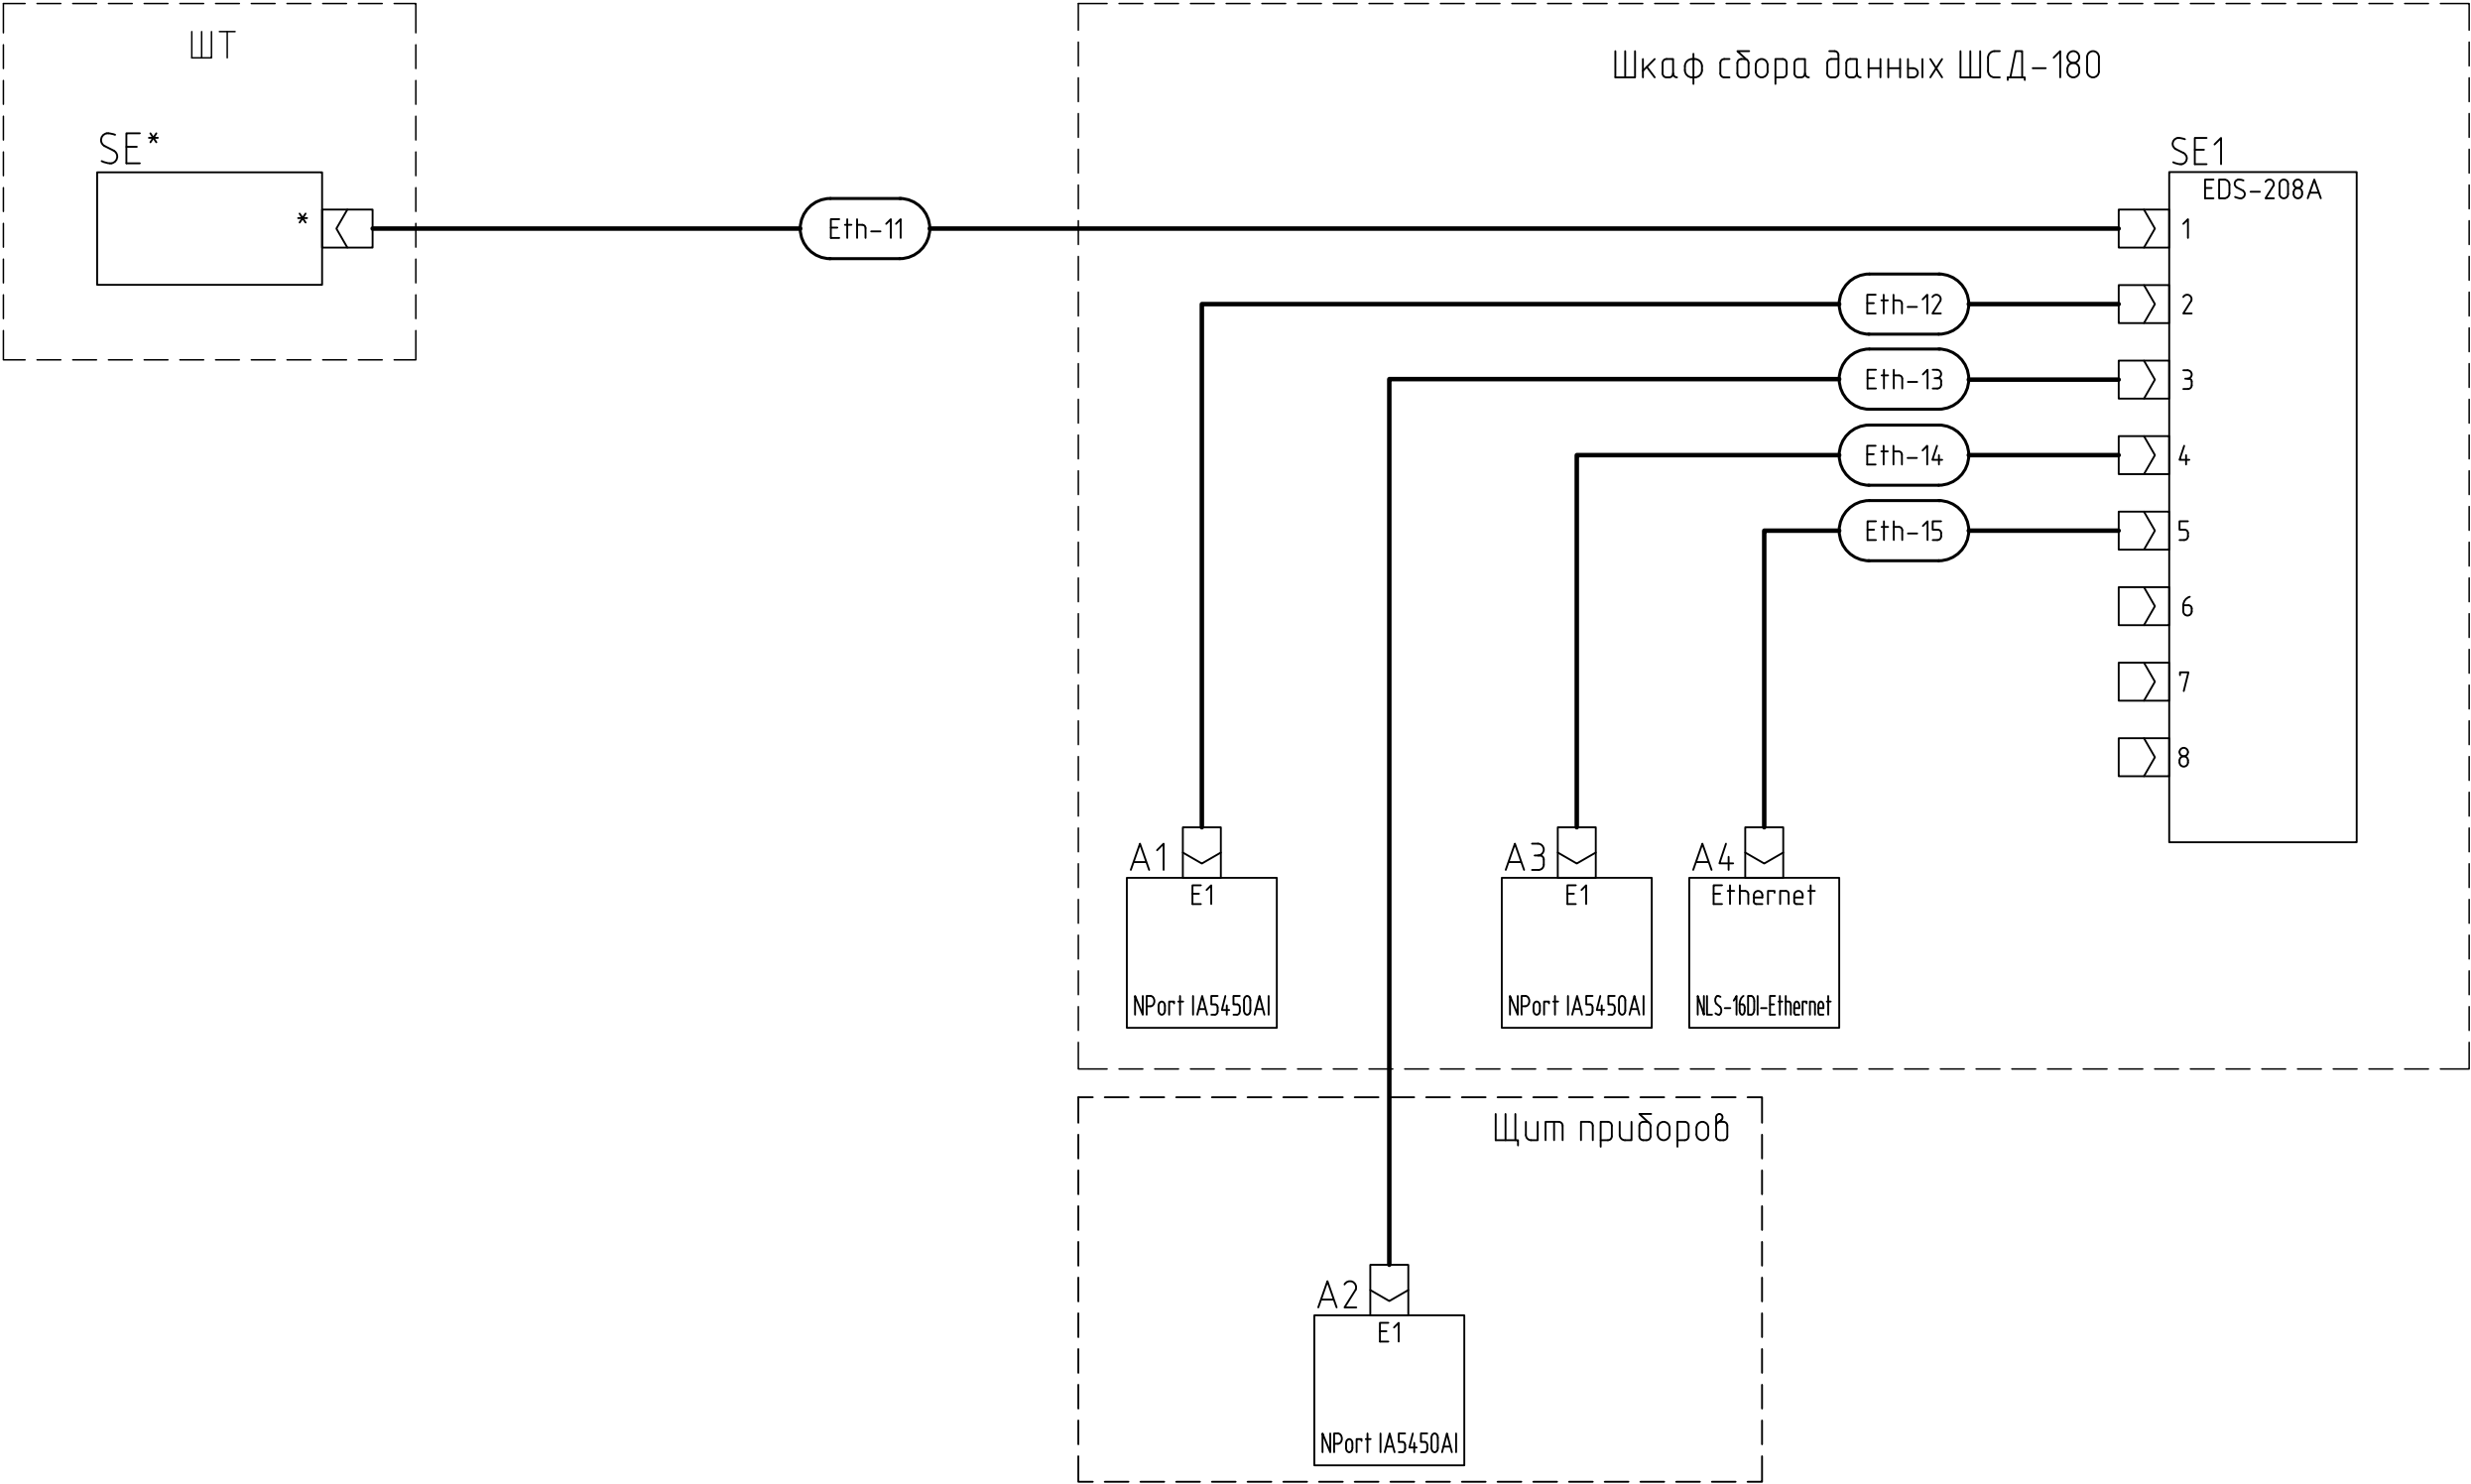 ШТ
Шкаф сбора данных ШСД-180
SE*
SE1
EDS-208A
*
Eth-11
1
Eth-12
2
Eth-13
3
Eth-14
4
Eth-15
5
6
7
8
A1
A3
A4
E1
E1
Ethernet
NPort IA5450AI
NPort IA5450AI
NLS-16DI-Ethernet
Щит приборов
A2
E1
NPort IA5450AI